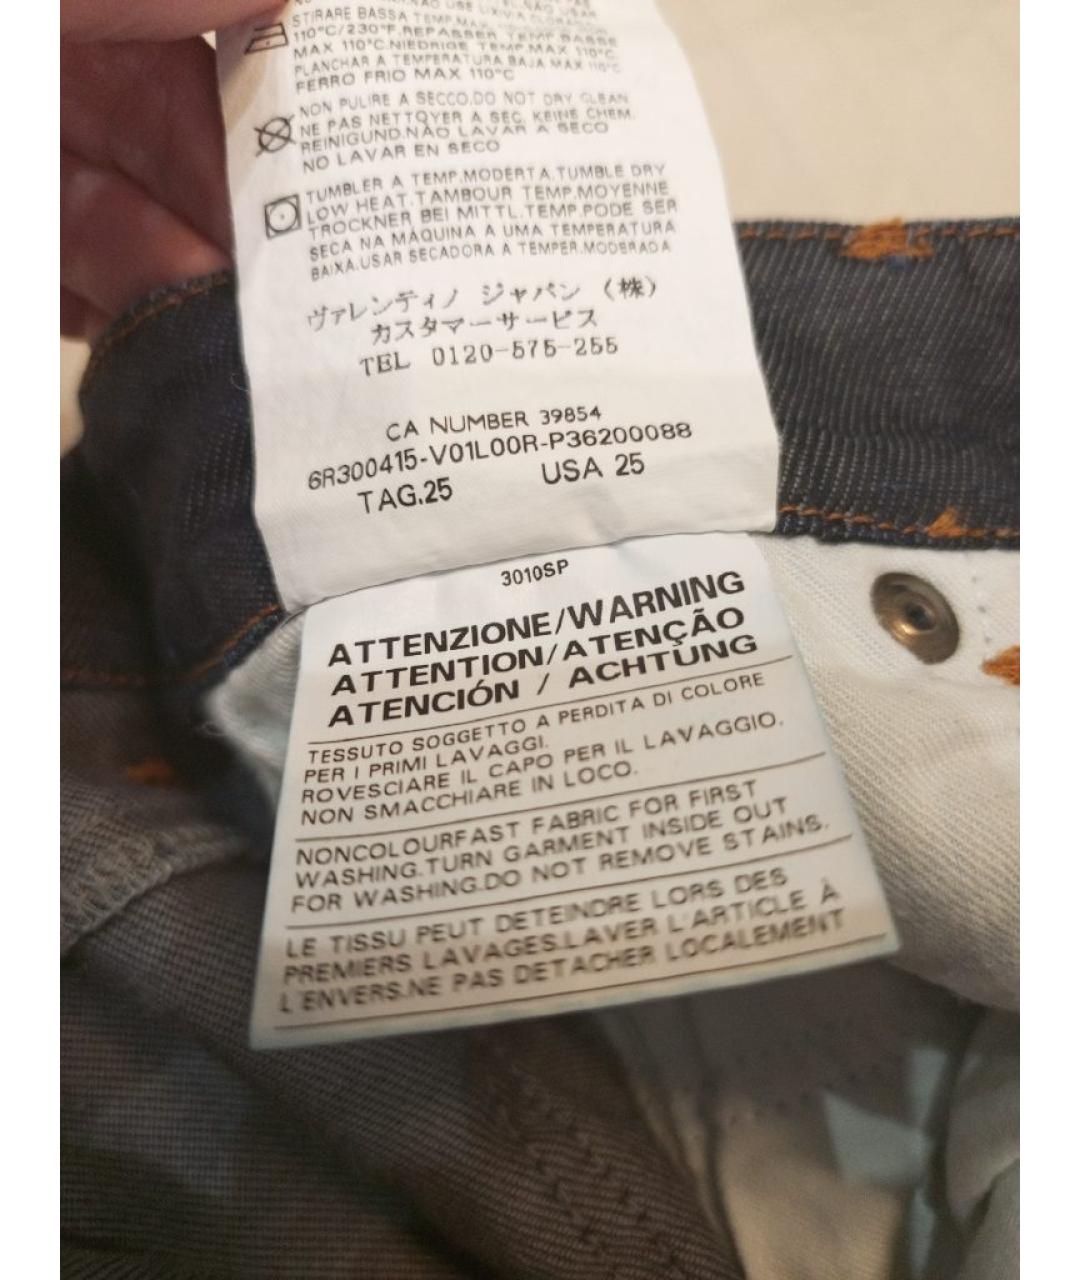 STIRARE BASSA TEMP.MAX
110°C/230°F.REPASSER TEMP.BASSE
MAX 110°C.NIEDRIGE TEMP.MAX 110°C.
PLANCHAR A TEMPERATURA BAJA MAX 110°C
FERRO FRIO MAX 110°C
NON PULIRE A SECCO.DO NOT DRY CLEAN
NE PAS NETTOYER A SEC. KEINE CHEM.
REINIGUND.NÃO LAVAR A SECO
NO LAVAR EN SECO
TUMBLER A TEMP.MODERTA.TUMBLE DRY
LOW HEAT.TAMBOUR TEMP.MOYENNE
TROCKNER BEI MITTL.TEMP.PODE SER
SECA NA MÁQUINA A UMA TEMPERATURA
BAIXA.USAR SECADORA A TEMPER.MODERADA
ヴァレンティノ ジャパン (株)
カスタマーサービス
TEL 0120-575-255
CA NUMBER 39854
6R300415-V01L00R-P36200088
TAG.25 USA 25
3010SP
ATTENZIONE/WARNING
ATTENTION/ATENÇÃO
ATENCIÓN / ACHTUNG
TESSUTO SOGGETTO A PERDITA DI COLORE
PER I PRIMI LAVAGGI.
ROVESCIARE IL CAPO PER IL LAVAGGIO.
NON SMACCHIARE IN LOCO.
NONCOLOURFAST FABRIC FOR FIRST
WASHING.TURN GARMENT INSIDE OUT
FOR WASHING.DO NOT REMOVE STAINS.
LE TISSU PEUT DETEINDRE LORS DES
PREMIERS LAVAGES.LAVER L'ARTICLE À
L'ENVERS.NE PAS DETACHER LOCALEMENT